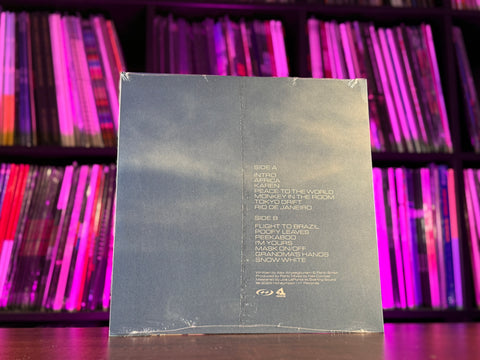 SIDE A
INTRO
AFRICA
KAREN
PEACE TO THE WORLD
MONKEY IN THE ROOM
TOKYO DRIFT
RIO DE JANEIRO
SIDE B
FLIGHT TO BRAZIL
POOFY LEAVES
PEEKABOO
I'M YOURS
MASK ON/OFF
GRANDMA'S HANDS
SNOW WHITE